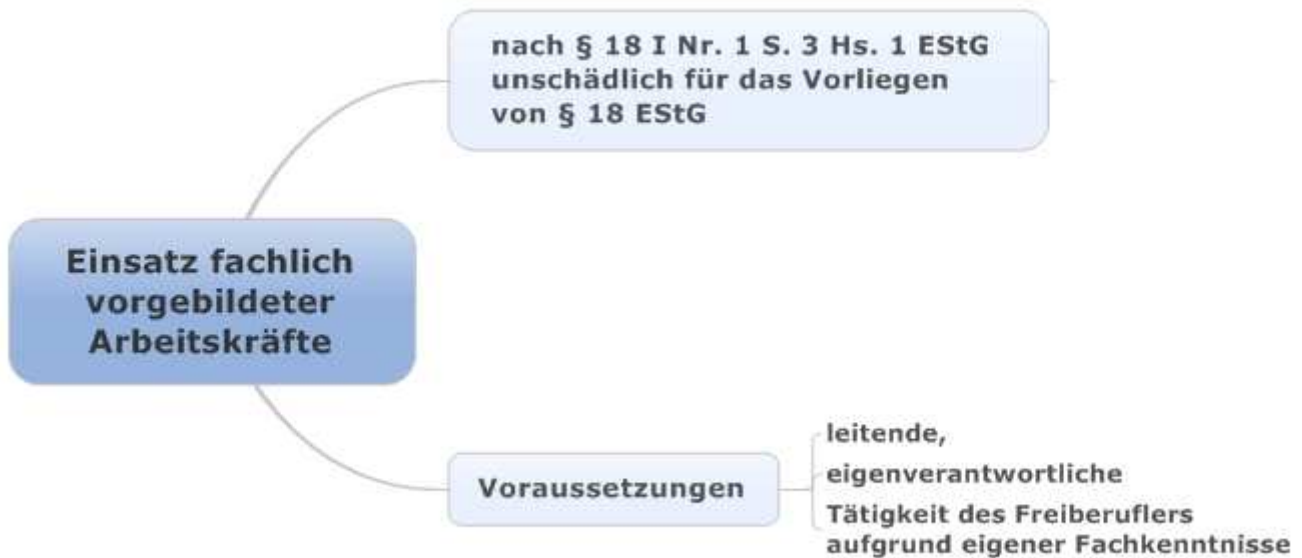 nach § 18 I Nr. 1 S. 3 Hs. 1 EStG
unschädlich für das Vorliegen
von § 18 EStG
Einsatz fachlich
vorgebildeter
Arbeitskräfte
Voraussetzungen
leitende,
eigenverantwortliche
Tätigkeit des Freiberuflers
aufgrund eigener Fachkenntnisse